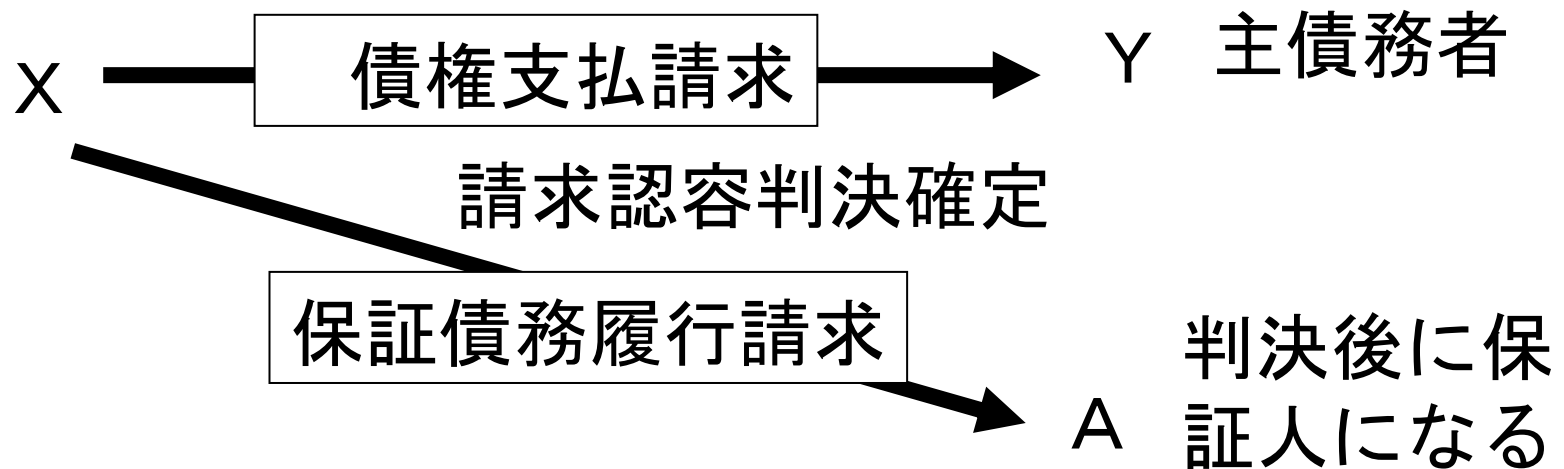 X
債権支払請求
Y 主債務者
請求認容判決確定
保証債務履行請求
A
判決後に保
証人になる